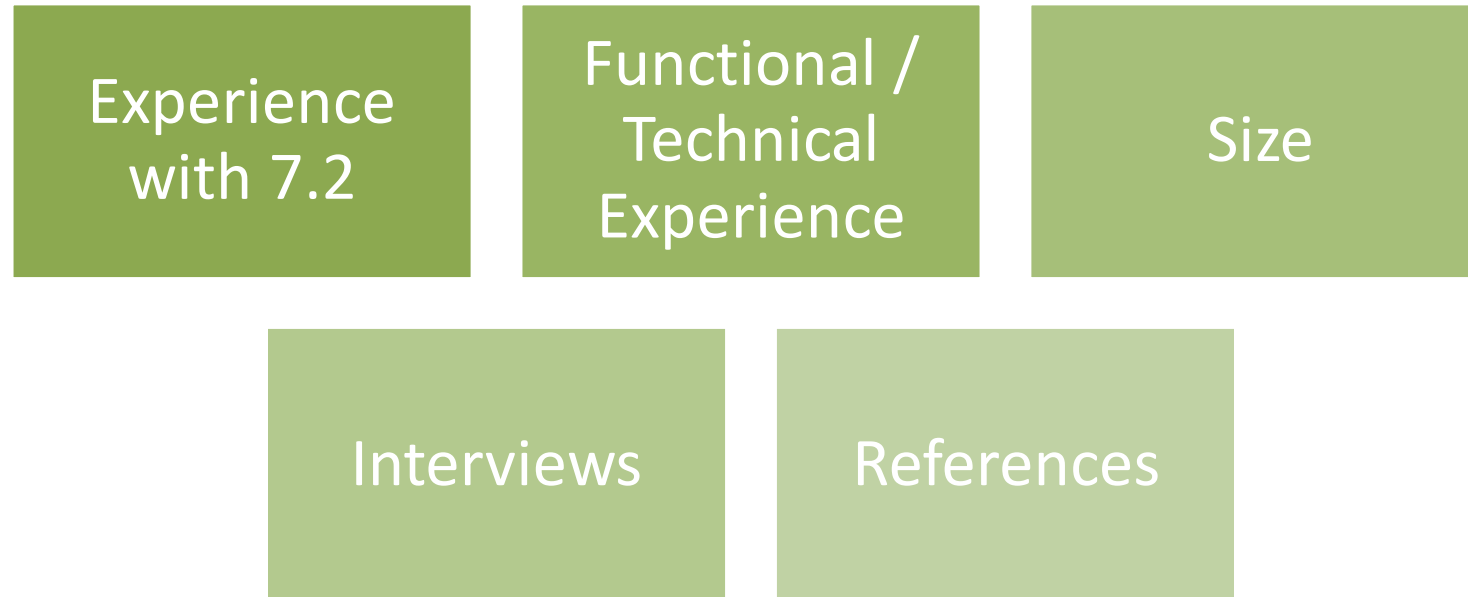 Experience
with 7.2
Functional /
Technical
Experience
Size
Interviews
References